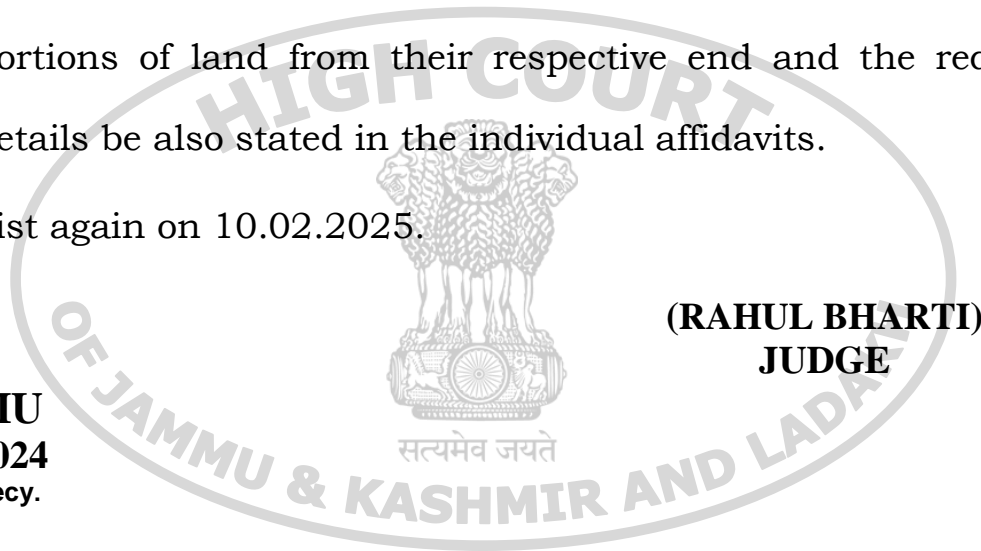 ortions of land from their respective end and the rec
etails be also stated in the individual affidavits.
ist again on 10.02.2025.
(RAHUL BHARTI)
JUDGE
IU
024
ecy.
HIGH COURT
OF JAMMU & KASHMIR AND LADAKH
सत्यमेव जयते